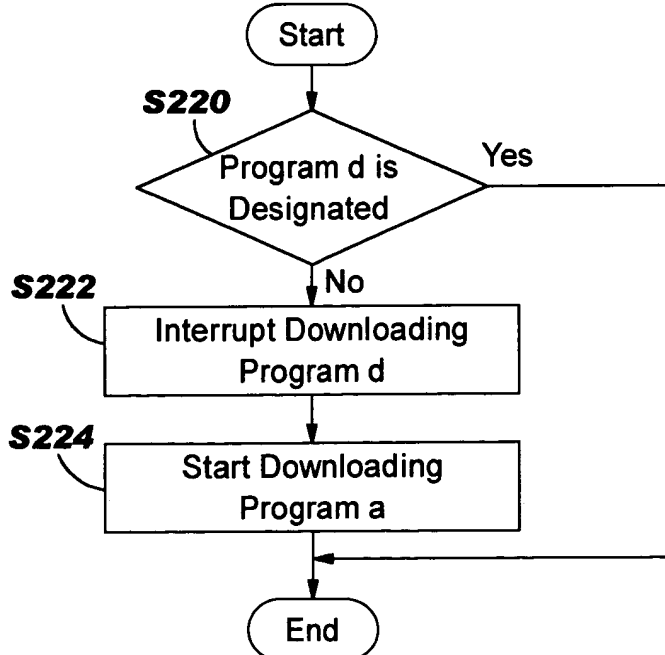 Start
S220
Program d is
Designated
Yes
No
S222
Interrupt Downloading
Program d
S224
Start Downloading
Program a
End